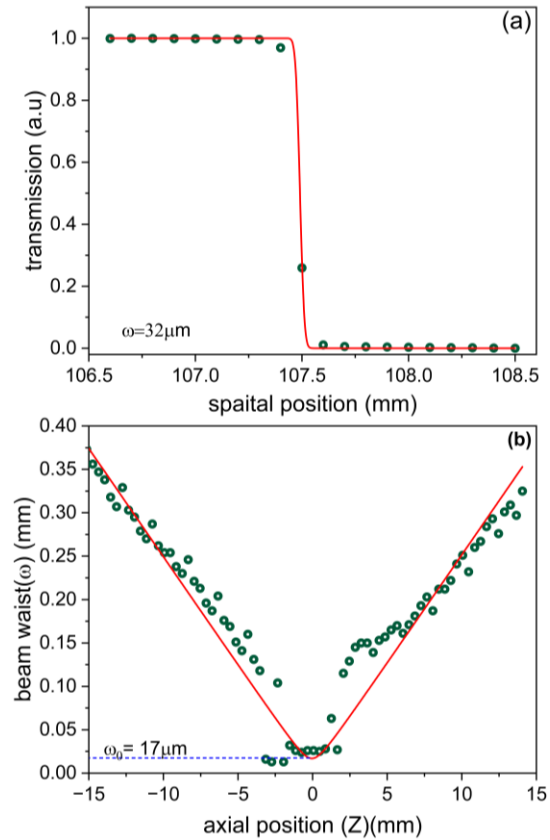 (a)
transmission (a.u)
1.0
0.8
0.6
0.4
0.2
0.0
ω=32μm
106.5 107.0 107.5 108.0 108.5
spaital position (mm)
(b)
beam waist(ω) (mm)
0.40
0.35
0.30
0.25
0.20
0.15
0.10
0.05
0.00
ω₀= 17μm
−15 −10 −5 0 5 10 15
axial position (Z)(mm)